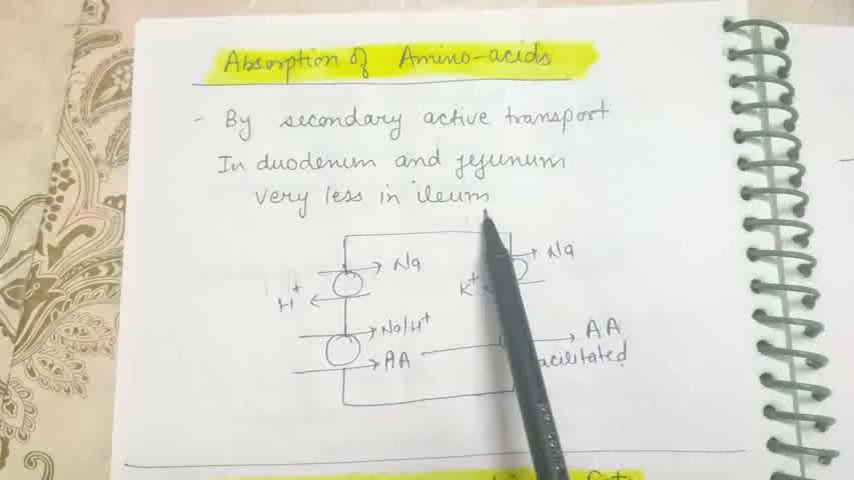 Absorption of Amino-acids
- By secondary active transport
In duodenum and jejunum
very less in ileum
Na Na
H+ K+
Na/H+ AA
AA acilitated